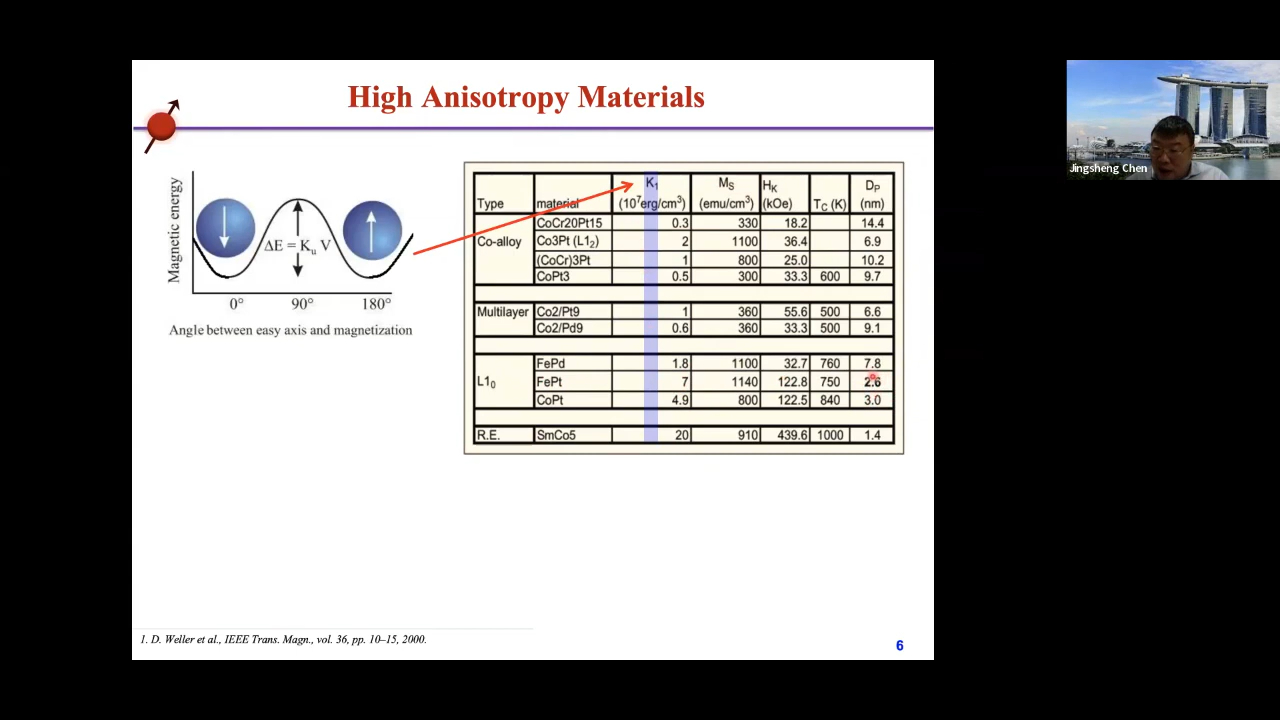 High Anisotropy Materials
Jingsheng Chen
Magnetic energy
ΔE = Ku V
0° 90° 180°
Angle between easy axis and magnetization
Type material K1 (10⁷erg/cm³) MS (emu/cm³) HK (kOe) TC (K) DP (nm)
Co-alloy CoCr20Pt15 0.3 330 18.2 14.4
Co3Pt (L1₂) 2 1100 36.4 6.9
(CoCr)3Pt 1 800 25.0 10.2
CoPt3 0.5 300 33.3 600 9.7
Multilayer Co2/Pt9 1 360 55.6 500 6.6
Co2/Pd9 0.6 360 33.3 500 9.1
L1₀ FePd 1.8 1100 32.7 760 7.8
FePt 7 1140 122.8 750 2.6
CoPt 4.9 800 122.5 840 3.0
R.E. SmCo5 20 910 439.6 1000 1.4
1. D. Weller et al., IEEE Trans. Magn., vol. 36, pp. 10–15, 2000.
6